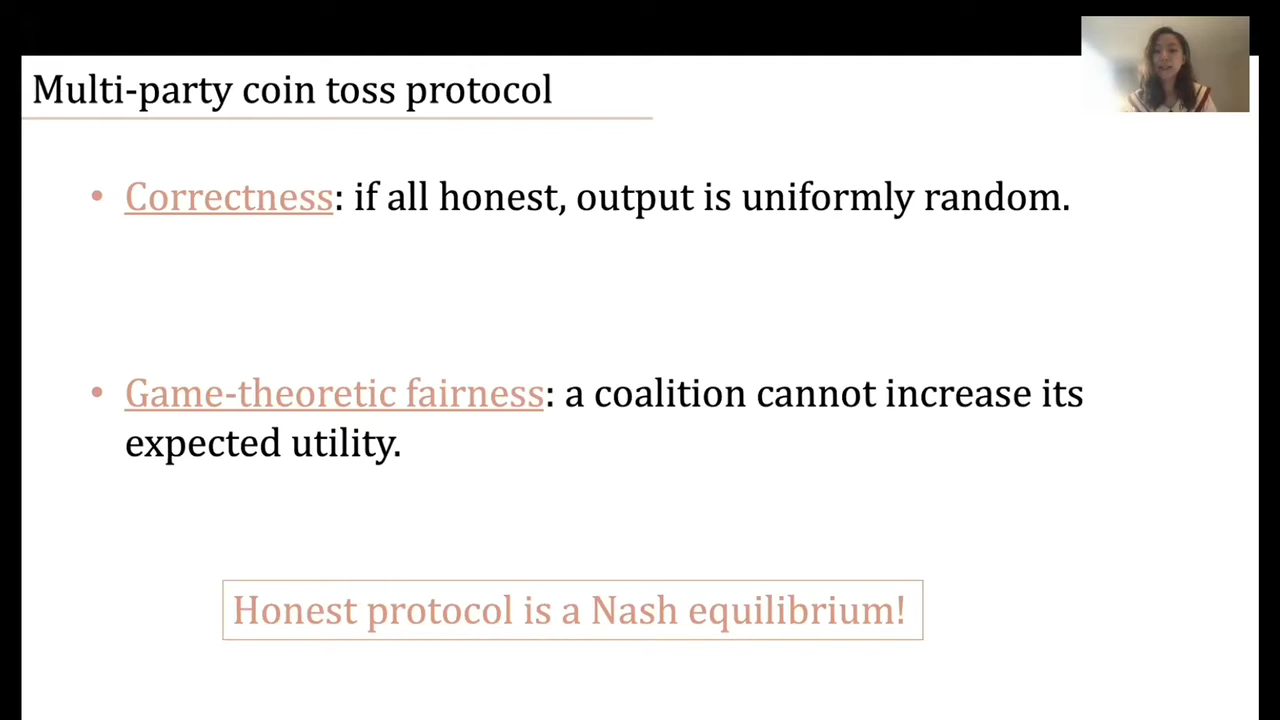 Multi-party coin toss protocol
• Correctness: if all honest, output is uniformly random.
• Game-theoretic fairness: a coalition cannot increase its
expected utility.
Honest protocol is a Nash equilibrium!